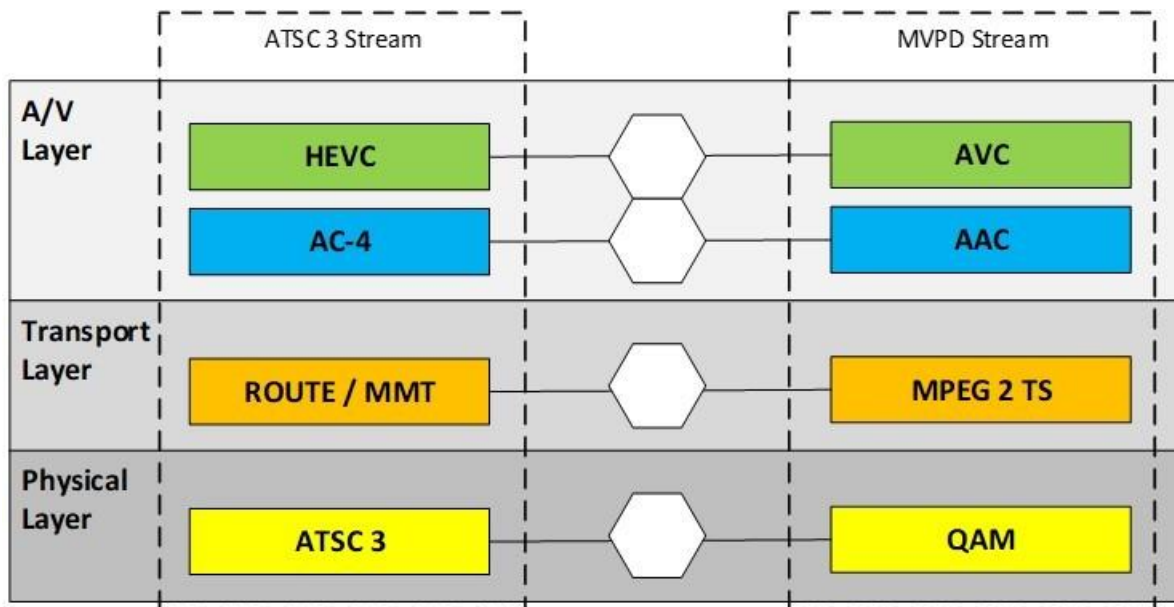 ATSC 3 Stream
MVPD Stream
A/V
Layer
HEVC
AVC
AC-4
AAC
Transport
Layer
ROUTE / MMT
MPEG 2 TS
Physical
Layer
ATSC 3
QAM